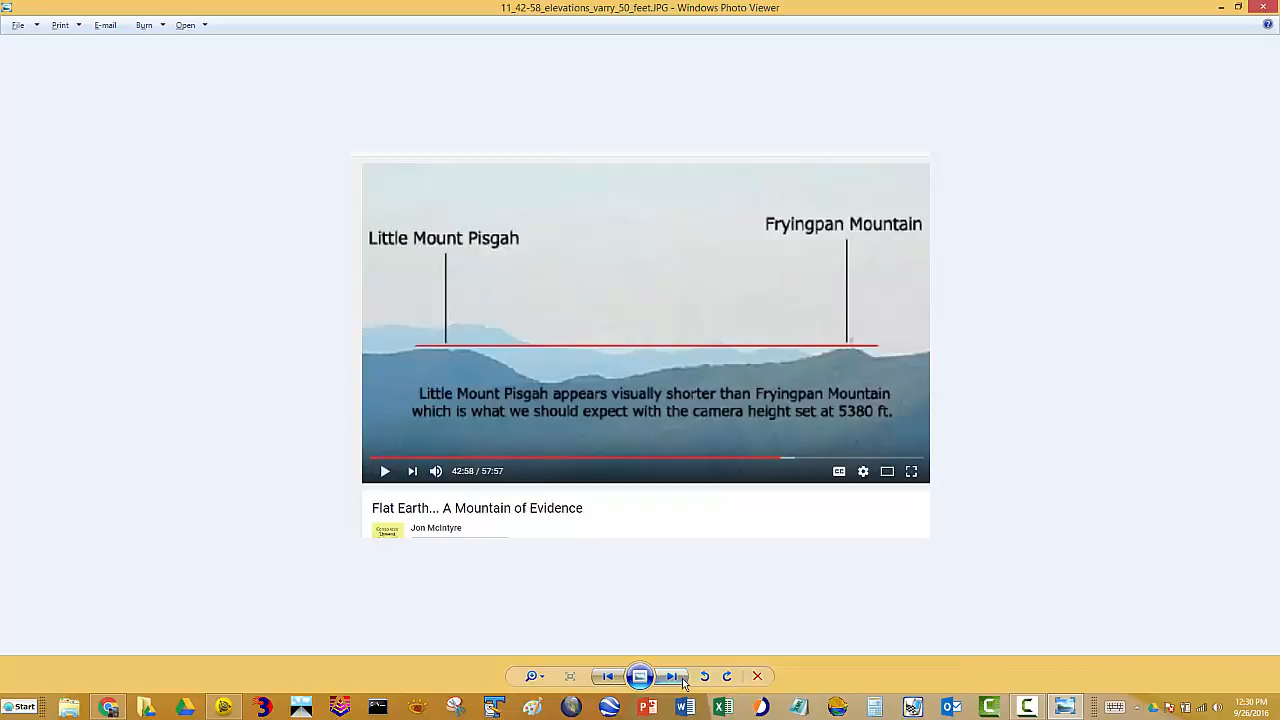 11_42-58_elevations_varry_50_feet.JPG - Windows Photo Viewer
File Print E-mail Burn Open
Little Mount Pisgah
Fryingpan Mountain
Little Mount Pisgah appears visually shorter than Fryingpan Mountain
which is what we should expect with the camera height set at 5380 ft.
42:58 / 57:57
Flat Earth... A Mountain of Evidence
Jon McIntyre
Start
12:30 PM
9/26/2016